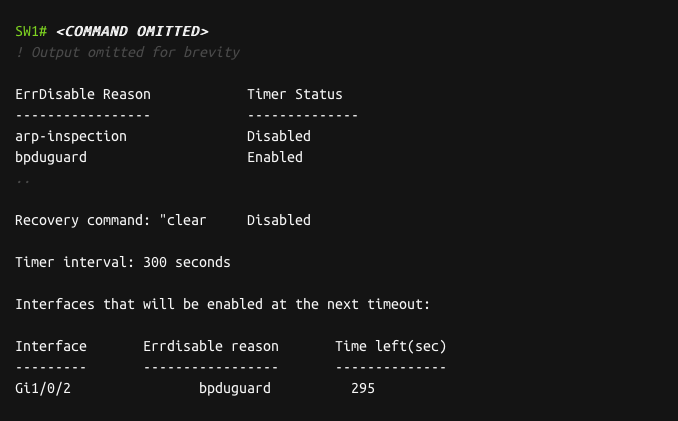 SW1# <COMMAND OMITTED>
! Output omitted for brevity
ErrDisable Reason            Timer Status
-----------------            --------------
arp-inspection               Disabled
bpduguard                    Enabled
..
Recovery command: "clear     Disabled
Timer interval: 300 seconds
Interfaces that will be enabled at the next timeout:
Interface       Errdisable reason       Time left(sec)
---------       -----------------       --------------
Gi1/0/2                bpduguard          295